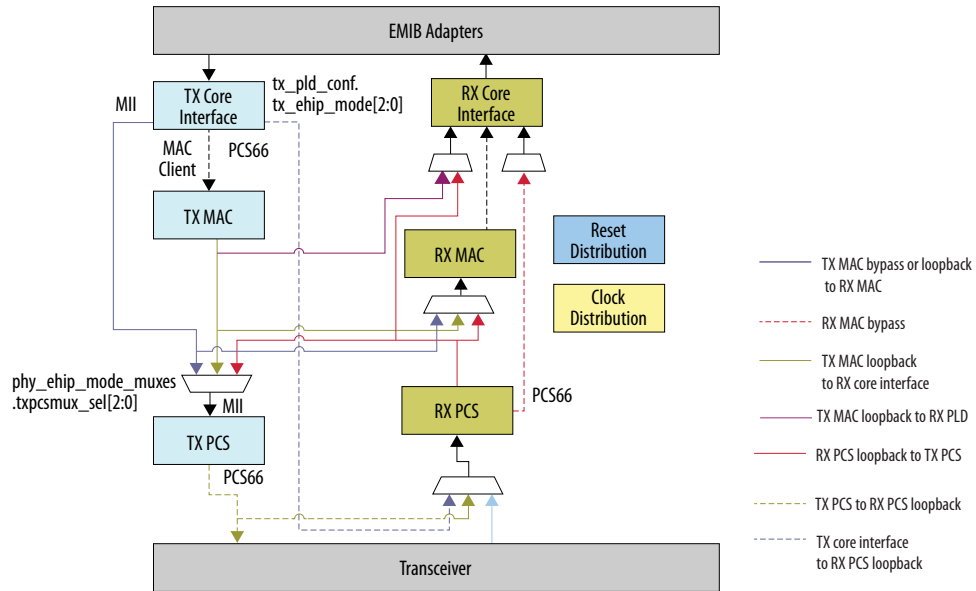 EMIB Adapters
MII
TX Core
Interface
tx_pld_conf.
tx_ehip_mode[2:0]
RX Core
Interface
MAC
Client
PCS66
TX MAC
RX MAC
Reset
Distribution
Clock
Distribution
phy_ehip_mode_muxes
.txpcsmux_sel[2:0]
MII
TX PCS
PCS66
RX PCS
PCS66
Transceiver
TX MAC bypass or loopback
to RX MAC
RX MAC bypass
TX MAC loopback
to RX core interface
TX MAC loopback to RX PLD
RX PCS loopback to TX PCS
TX PCS to RX PCS loopback
TX core interface
to RX PCS loopback